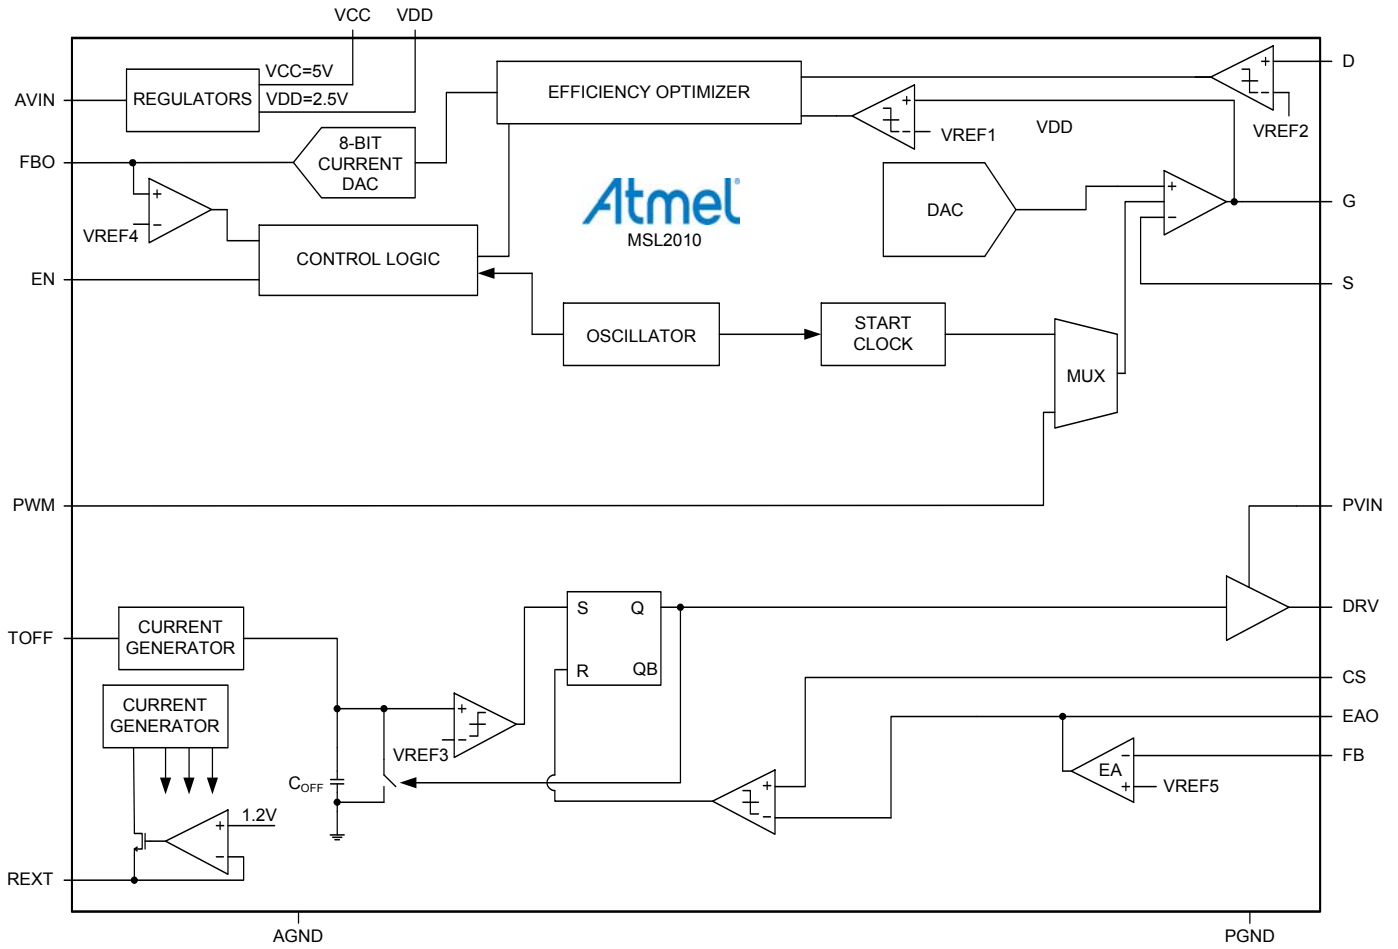 VCC VDD
AVIN
REGULATORS
VCC=5V
VDD=2.5V
EFFICIENCY OPTIMIZER
+
-
D
VREF2
+
-
VREF1
VDD
FBO
8-BIT
CURRENT
DAC
+
-
VREF4
Atmel
MSL2010
DAC
+
+
-
G
EN
CONTROL LOGIC
S
OSCILLATOR
START
CLOCK
MUX
PWM
PVIN
TOFF
CURRENT
GENERATOR
S Q
R QB
DRV
CURRENT
GENERATOR
+
-
VREF3
CS
EAO
FB
COFF
+
-
-
EA
+
VREF5
1.2V
+
-
REXT
AGND
PGND